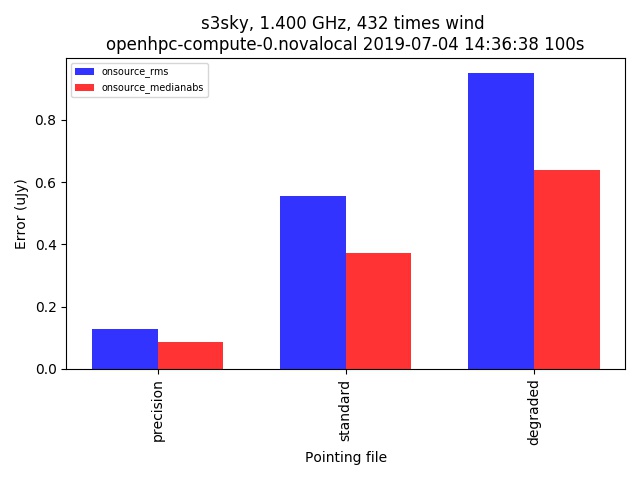 s3sky, 1.400 GHz, 432 times wind
openhpc-compute-0.novalocal 2019-07-04 14:36:38 100s
onsource_rms
onsource_medianabs
Error (uJy)
0.8
0.6
0.4
0.2
0.0
precision
standard
degraded
Pointing file